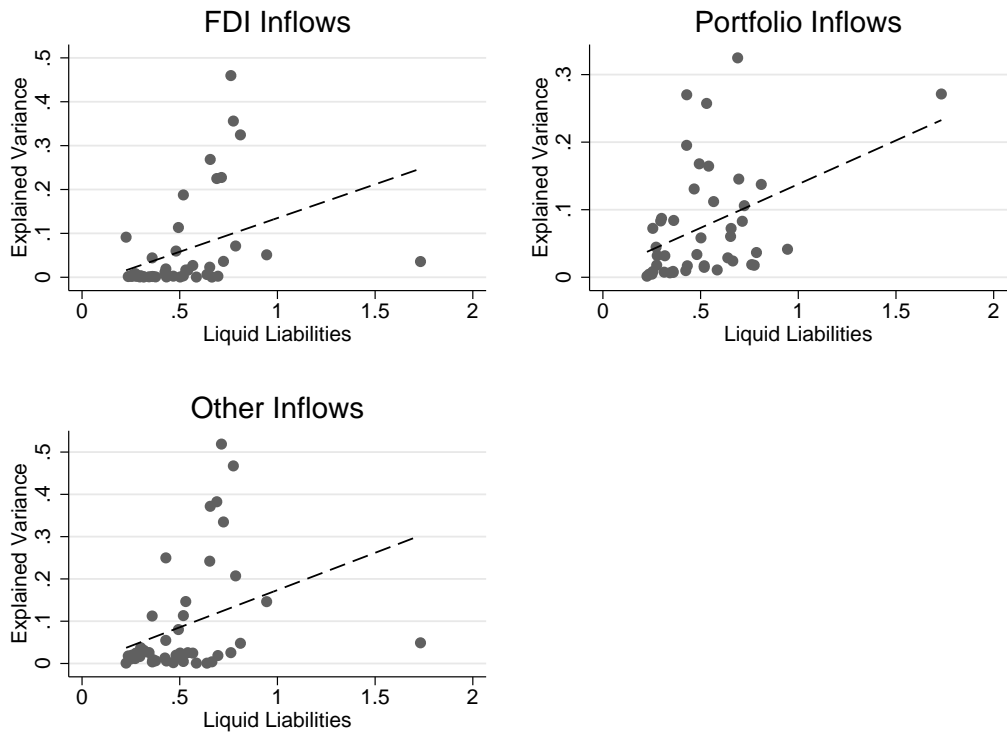 FDI Inflows
Explained Variance
0 .1 .2 .3 .4 .5
0 .5 1 1.5 2
Liquid Liabilities
Portfolio Inflows
Explained Variance
0 .1 .2 .3
0 .5 1 1.5 2
Liquid Liabilities
Other Inflows
Explained Variance
0 .1 .2 .3 .4 .5
0 .5 1 1.5 2
Liquid Liabilities